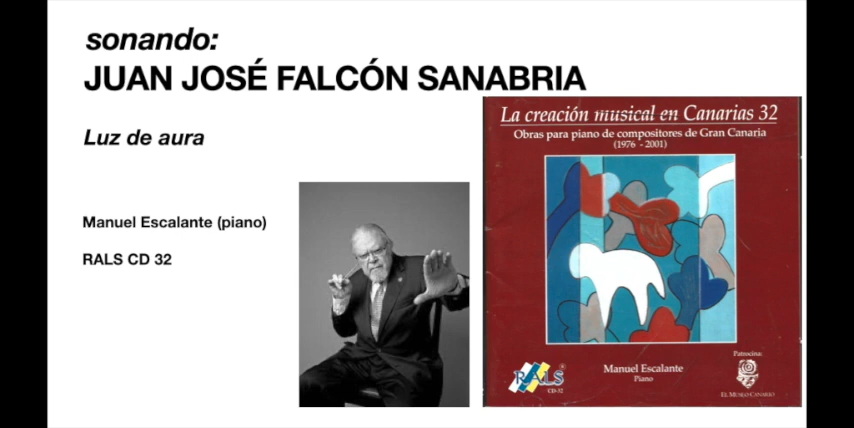 sonando:
JUAN JOSÉ FALCÓN SANABRIA
Luz de aura
Manuel Escalante (piano)
RALS CD 32
La creación musical en Canarias 32
Obras para piano de compositores de Gran Canaria
(1976 - 2001)
RALS
CD-32
Manuel Escalante
Piano
Patrocina:
EL MUSEO CANARIO